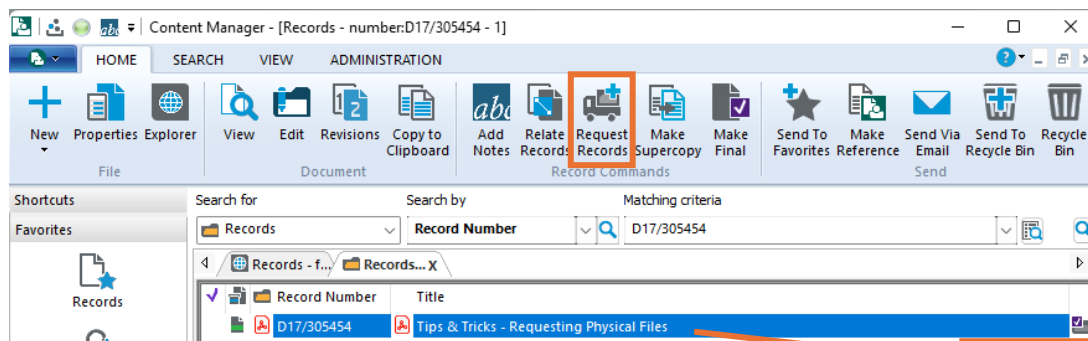 abc Content Manager - [Records - number:D17/305454 - 1]
HOME SEARCH VIEW ADMINISTRATION
New Properties Explorer View Edit Revisions Copy to Clipboard abc Add Notes Relate Records Request Records Make Supercopy Make Final Send To Favorites Make Reference Send Via Email Send To Recycle Bin Recycle Bin
File Document Record Commands Send
Shortcuts Search for Search by Matching criteria
Favorites Records Record Number D17/305454
Records - f... Records... X
Records Record Number Title
D17/305454 Tips & Tricks - Requesting Physical Files